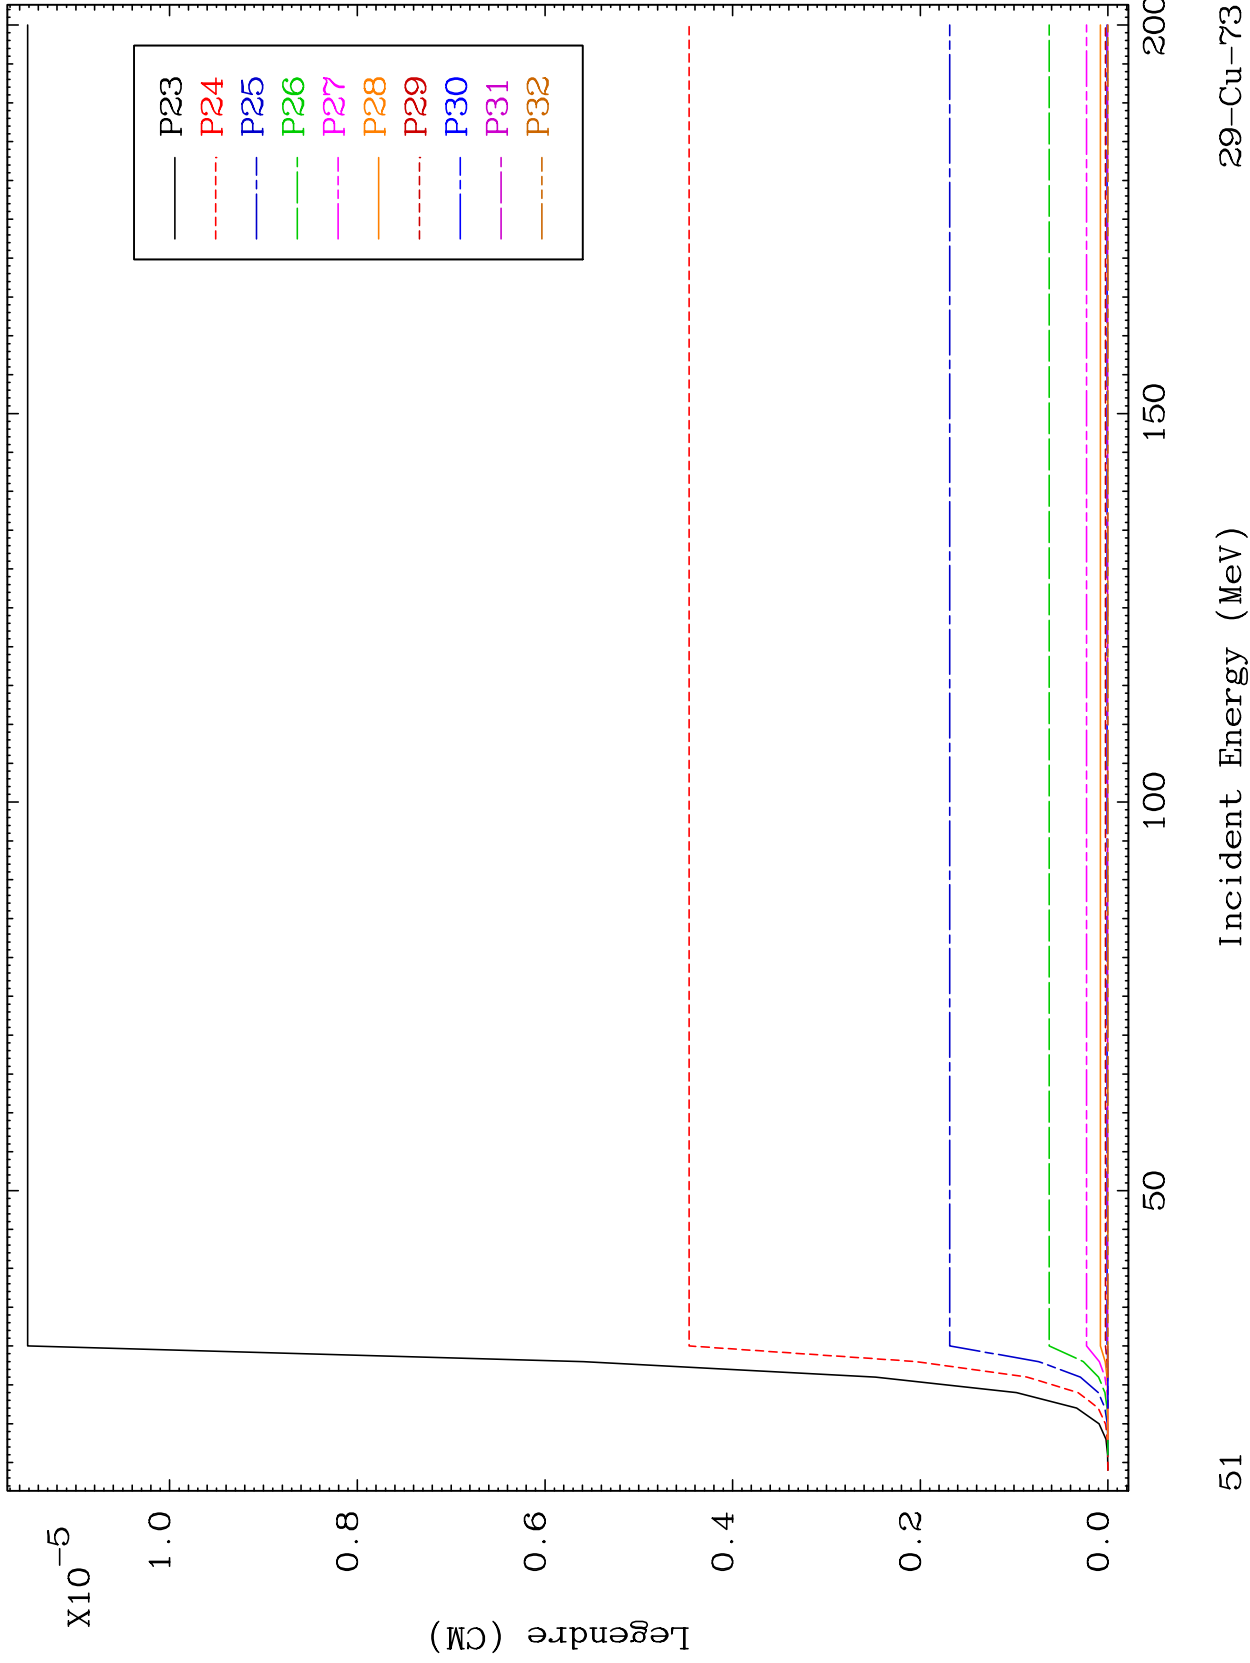 X10-5
1.0
0.8
0.6
0.4
0.2
0.0
Legendre (CM)
P23
P24
P25
P26
P27
P28
P29
P30
P31
P32
50
100
150
200
Incident Energy (MeV)
51
29-Cu-73